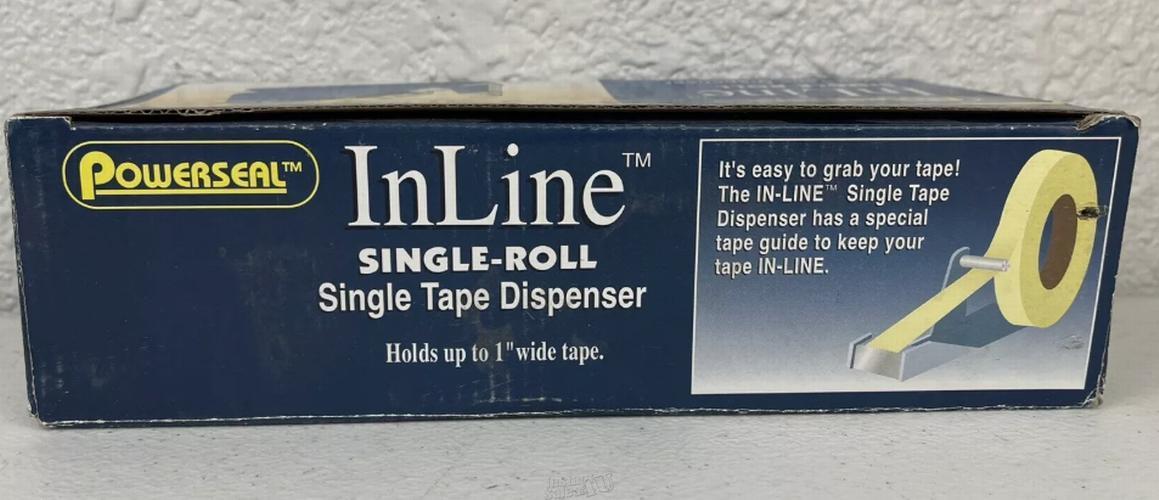 POWERSEAL™
InLine™
SINGLE-ROLL
Single Tape Dispenser
Holds up to 1" wide tape.
It's easy to grab your tape!
The IN-LINE™ Single Tape
Dispenser has a special
tape guide to keep your
tape IN-LINE.